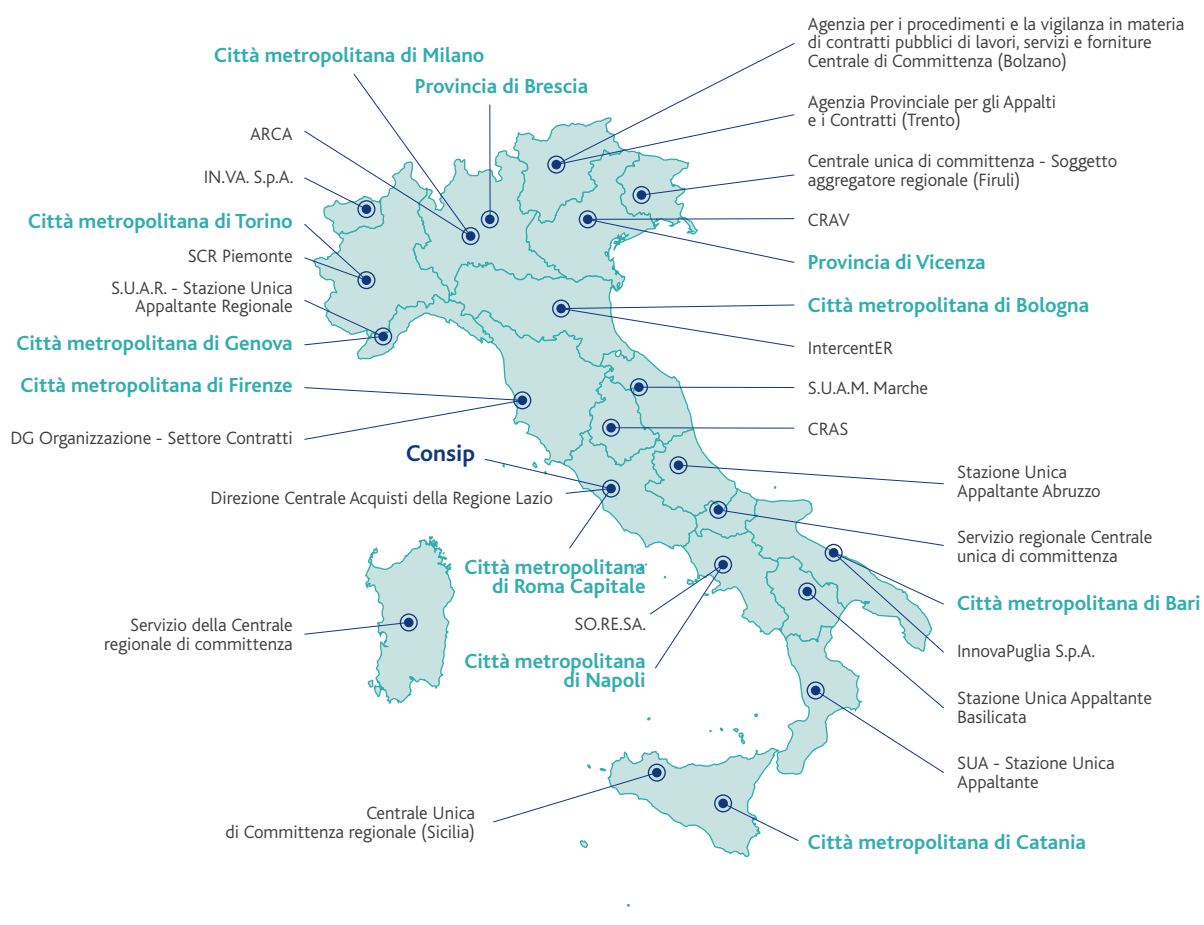 Città metropolitana di Milano
Provincia di Brescia
ARCA
IN.VA. S.p.A.
Città metropolitana di Torino
SCR Piemonte
S.U.A.R. - Stazione Unica
Appaltante Regionale
Città metropolitana di Genova
Città metropolitana di Firenze
DG Organizzazione - Settore Contratti
Consip
Direzione Centrale Acquisti della Regione Lazio
Città metropolitana
di Roma Capitale
SO.RE.SA.
Città metropolitana
di Napoli
Servizio della Centrale
regionale di committenza
Centrale Unica
di Committenza regionale (Sicilia)
Agenzia per i procedimenti e la vigilanza in materia
di contratti pubblici di lavori, servizi e forniture
Centrale di Committenza (Bolzano)
Agenzia Provinciale per gli Appalti
e i Contratti (Trento)
Centrale unica di committenza - Soggetto
aggregatore regionale (Firuli)
CRAV
Provincia di Vicenza
Città metropolitana di Bologna
IntercentER
S.U.A.M. Marche
CRAS
Stazione Unica
Appaltante Abruzzo
Servizio regionale Centrale
unica di committenza
Città metropolitana di Bari
InnovaPuglia S.p.A.
Stazione Unica Appaltante
Basilicata
SUA - Stazione Unica
Appaltante
Città metropolitana di Catania